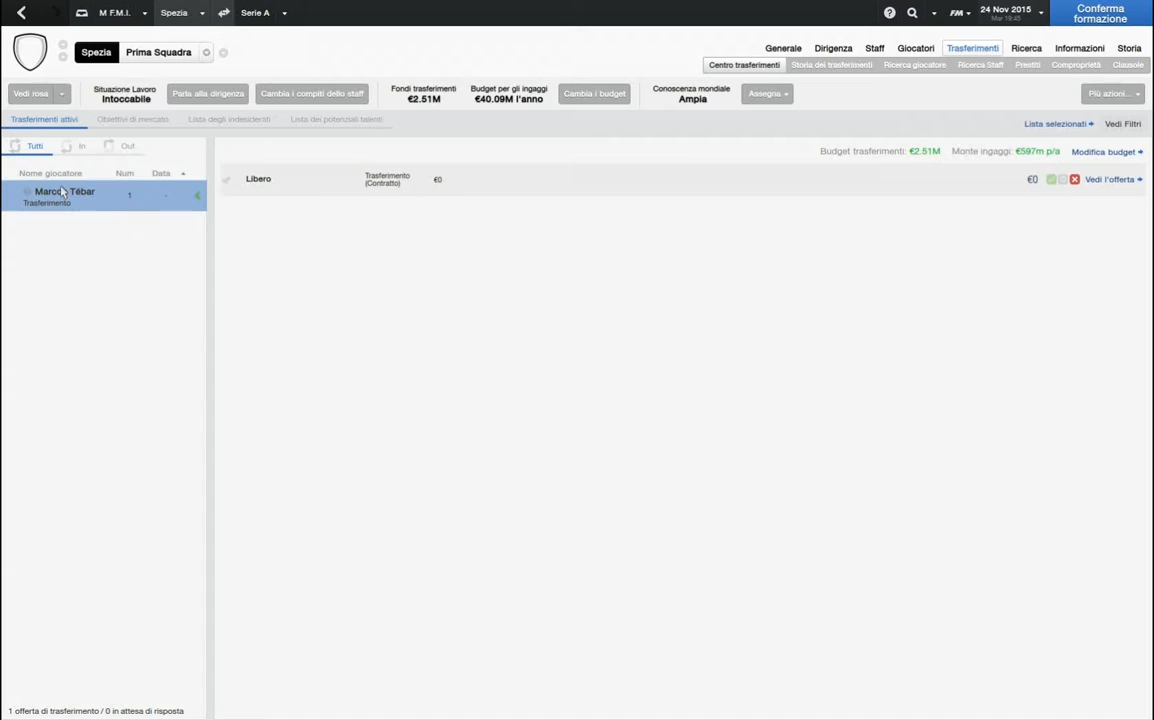 M F.M.I. Spezia Serie A FM 24 Nov 2015 Conferma
Mar 19:45 formazione
Spezia Prima Squadra
Generale Dirigenza Staff Giocatori Trasferimenti Ricerca Informazioni Storia
Centro trasferimenti Storia dei trasferimenti Ricerca giocatore Ricerca Staff Prestiti Comproprietà Clausole
Vedi rosa
Situazione Lavoro
Intoccabile
Parla alla dirigenza
Cambia i compiti dello staff
Fondi trasferimenti
€2.51M
Budget per gli ingaggi
€40.09M l'anno
Cambia i budget
Conoscenza mondiale
Ampia
Assegna
Più azioni...
Trasferimenti attivi Obiettivi di mercato Lista degli indesiderati Lista dei potenziali talenti
Lista selezionati Vedi Filtri
Tutti In Out
Budget trasferimenti: €2.51M Monte ingaggi: €597m p/a Modifica budget
Nome giocatore Num Data
Tébar 1 -
Trasferimento
Libero
Trasferimento
(Contratto)
€0
€0 Vedi l'offerta
1 offerta di trasferimento / 0 in attesa di risposta